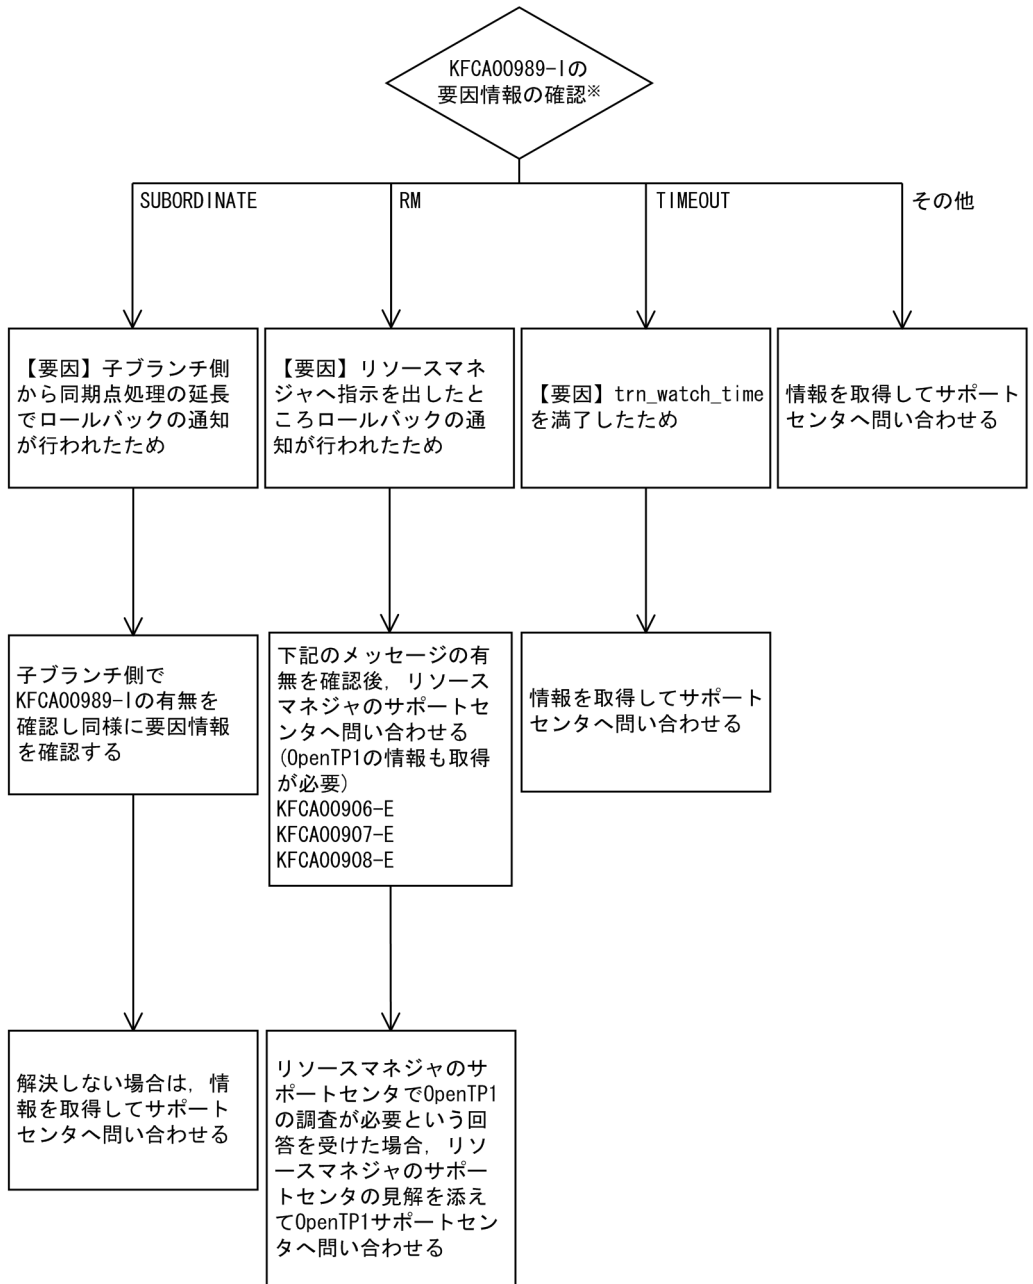 KFCA00989-Iの
要因情報の確認※
SUBORDINATE
RM
TIMEOUT
その他
【要因】子ブランチ側
から同期点処理の延長
でロールバックの通知
が行われたため
【要因】リソースマネ
ジャへ指示を出したと
ころロールバックの通
知が行われたため
【要因】trn_watch_time
を満了したため
情報を取得してサポート
センタへ問い合わせる
子ブランチ側で
KFCA00989-Iの有無を
確認し同様に要因情報
を確認する
下記のメッセージの有
無を確認後，リソース
マネジャのサポートセ
ンタへ問い合わせる
(OpenTP1の情報も取得
が必要)
KFCA00906-E
KFCA00907-E
KFCA00908-E
情報を取得してサポート
センタへ問い合わせる
解決しない場合は，情
報を取得してサポート
センタへ問い合わせる
リソースマネジャのサ
ポートセンタでOpenTP1
の調査が必要という回
答を受けた場合，リソ
ースマネジャのサポー
トセンタの見解を添え
てOpenTP1サポートセン
タへ問い合わせる